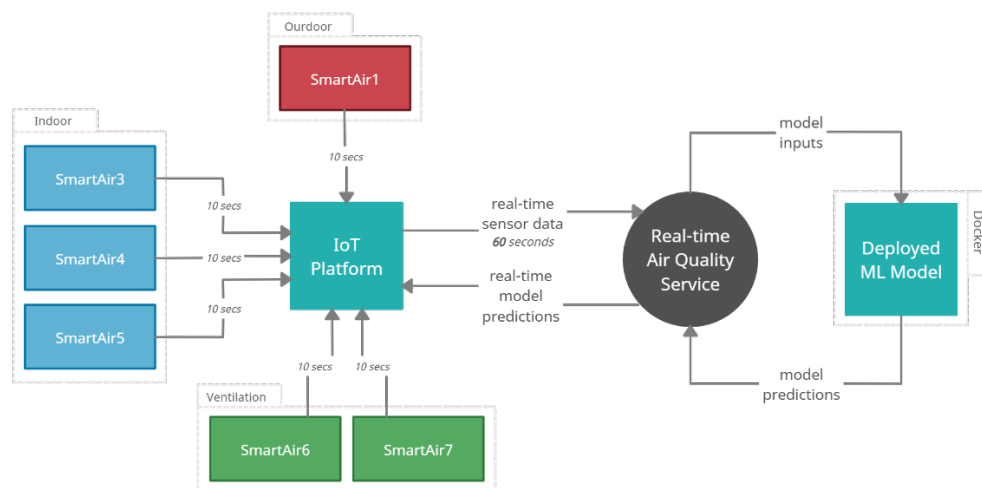 Ourdoor
SmartAir1
10 secs
Indoor
SmartAir3
10 secs
SmartAir4
10 secs
SmartAir5
10 secs
IoT
Platform
real-time
sensor data
60 seconds
real-time
model
predictions
Real-time
Air Quality
Service
model
inputs
Docker
Deployed
ML Model
model
predictions
10 secs
10 secs
Ventilation
SmartAir6
SmartAir7